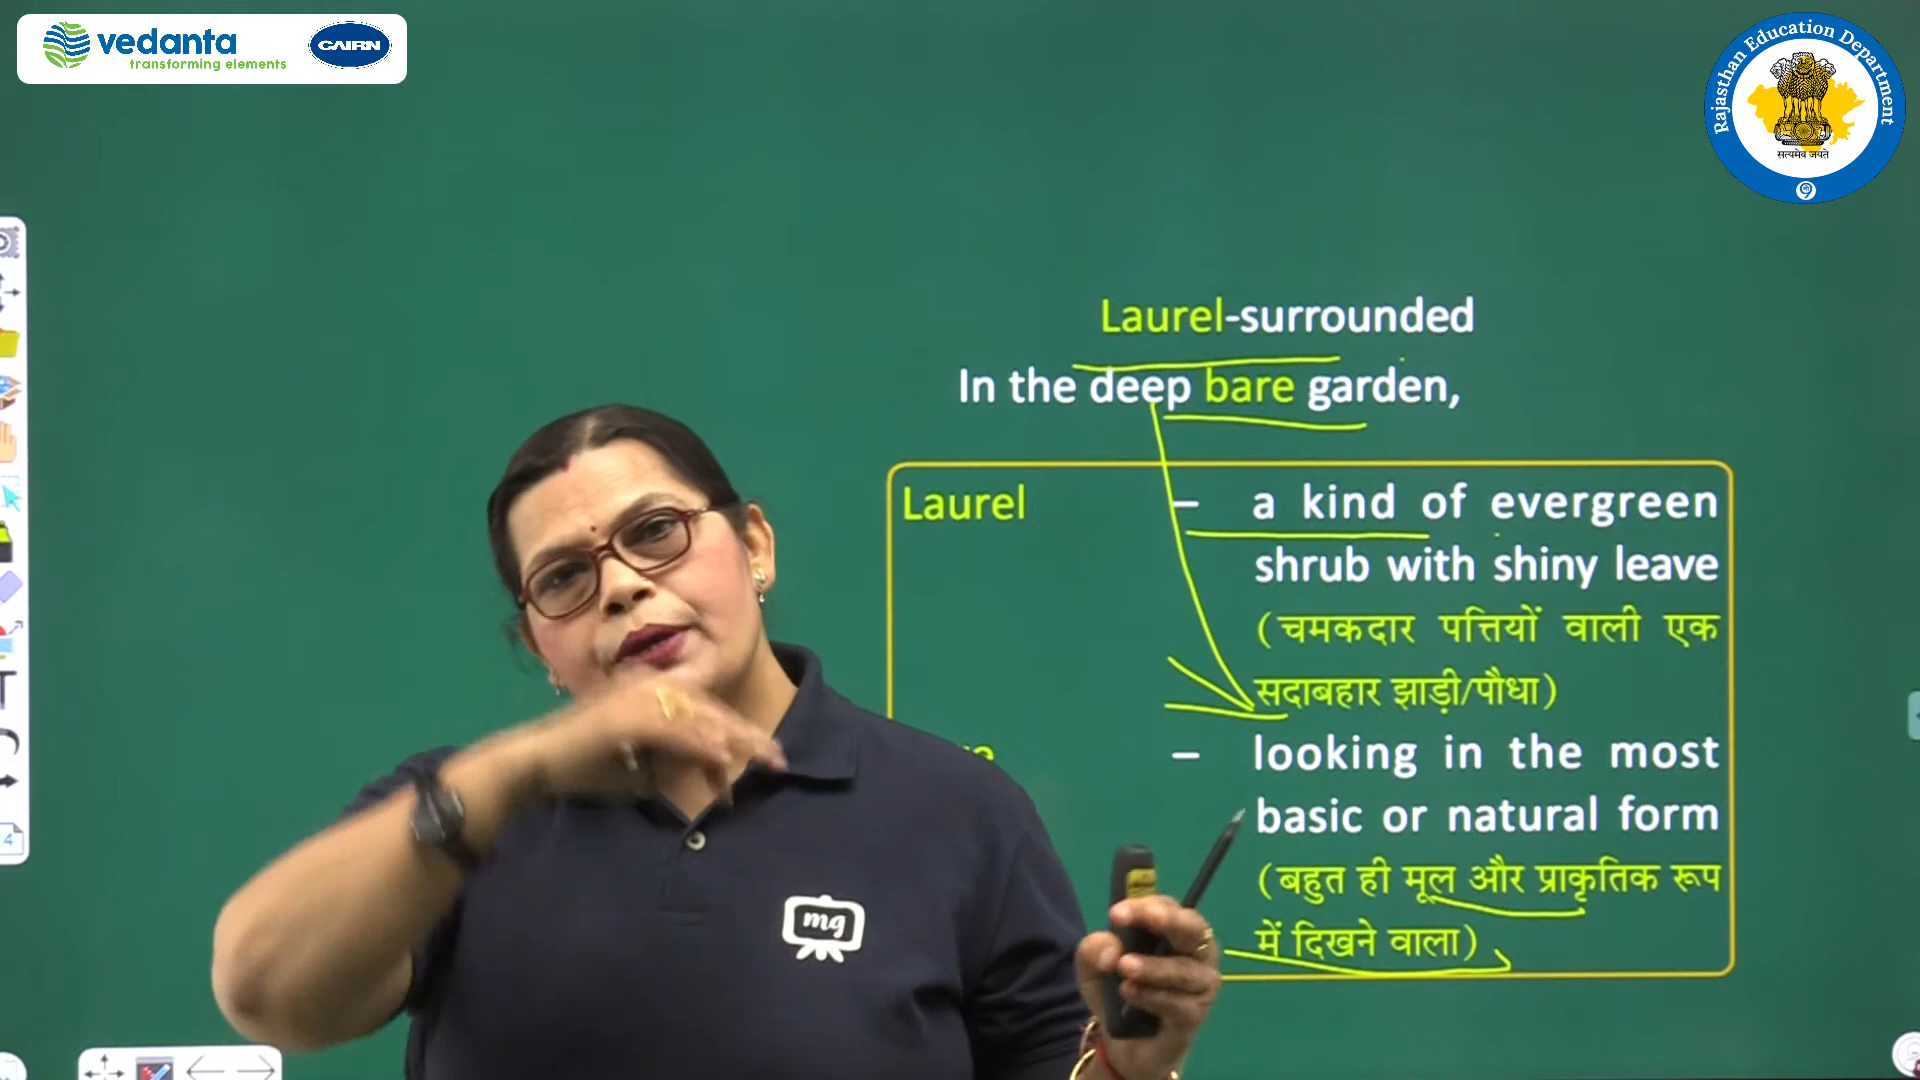 vedanta
transforming elements
CAIRN
Rajasthan Education Department
सत्यमेव जयते
Laurel-surrounded
In the deep bare garden,
Laurel – a kind of evergreen
shrub with shiny leave
(चमकदार पत्तियों वाली एक
सदाबहार झाड़ी/पौधा)
– looking in the most
basic or natural form
(बहुत ही मूल और प्राकृतिक रूप
में दिखने वाला)
mg
T
4